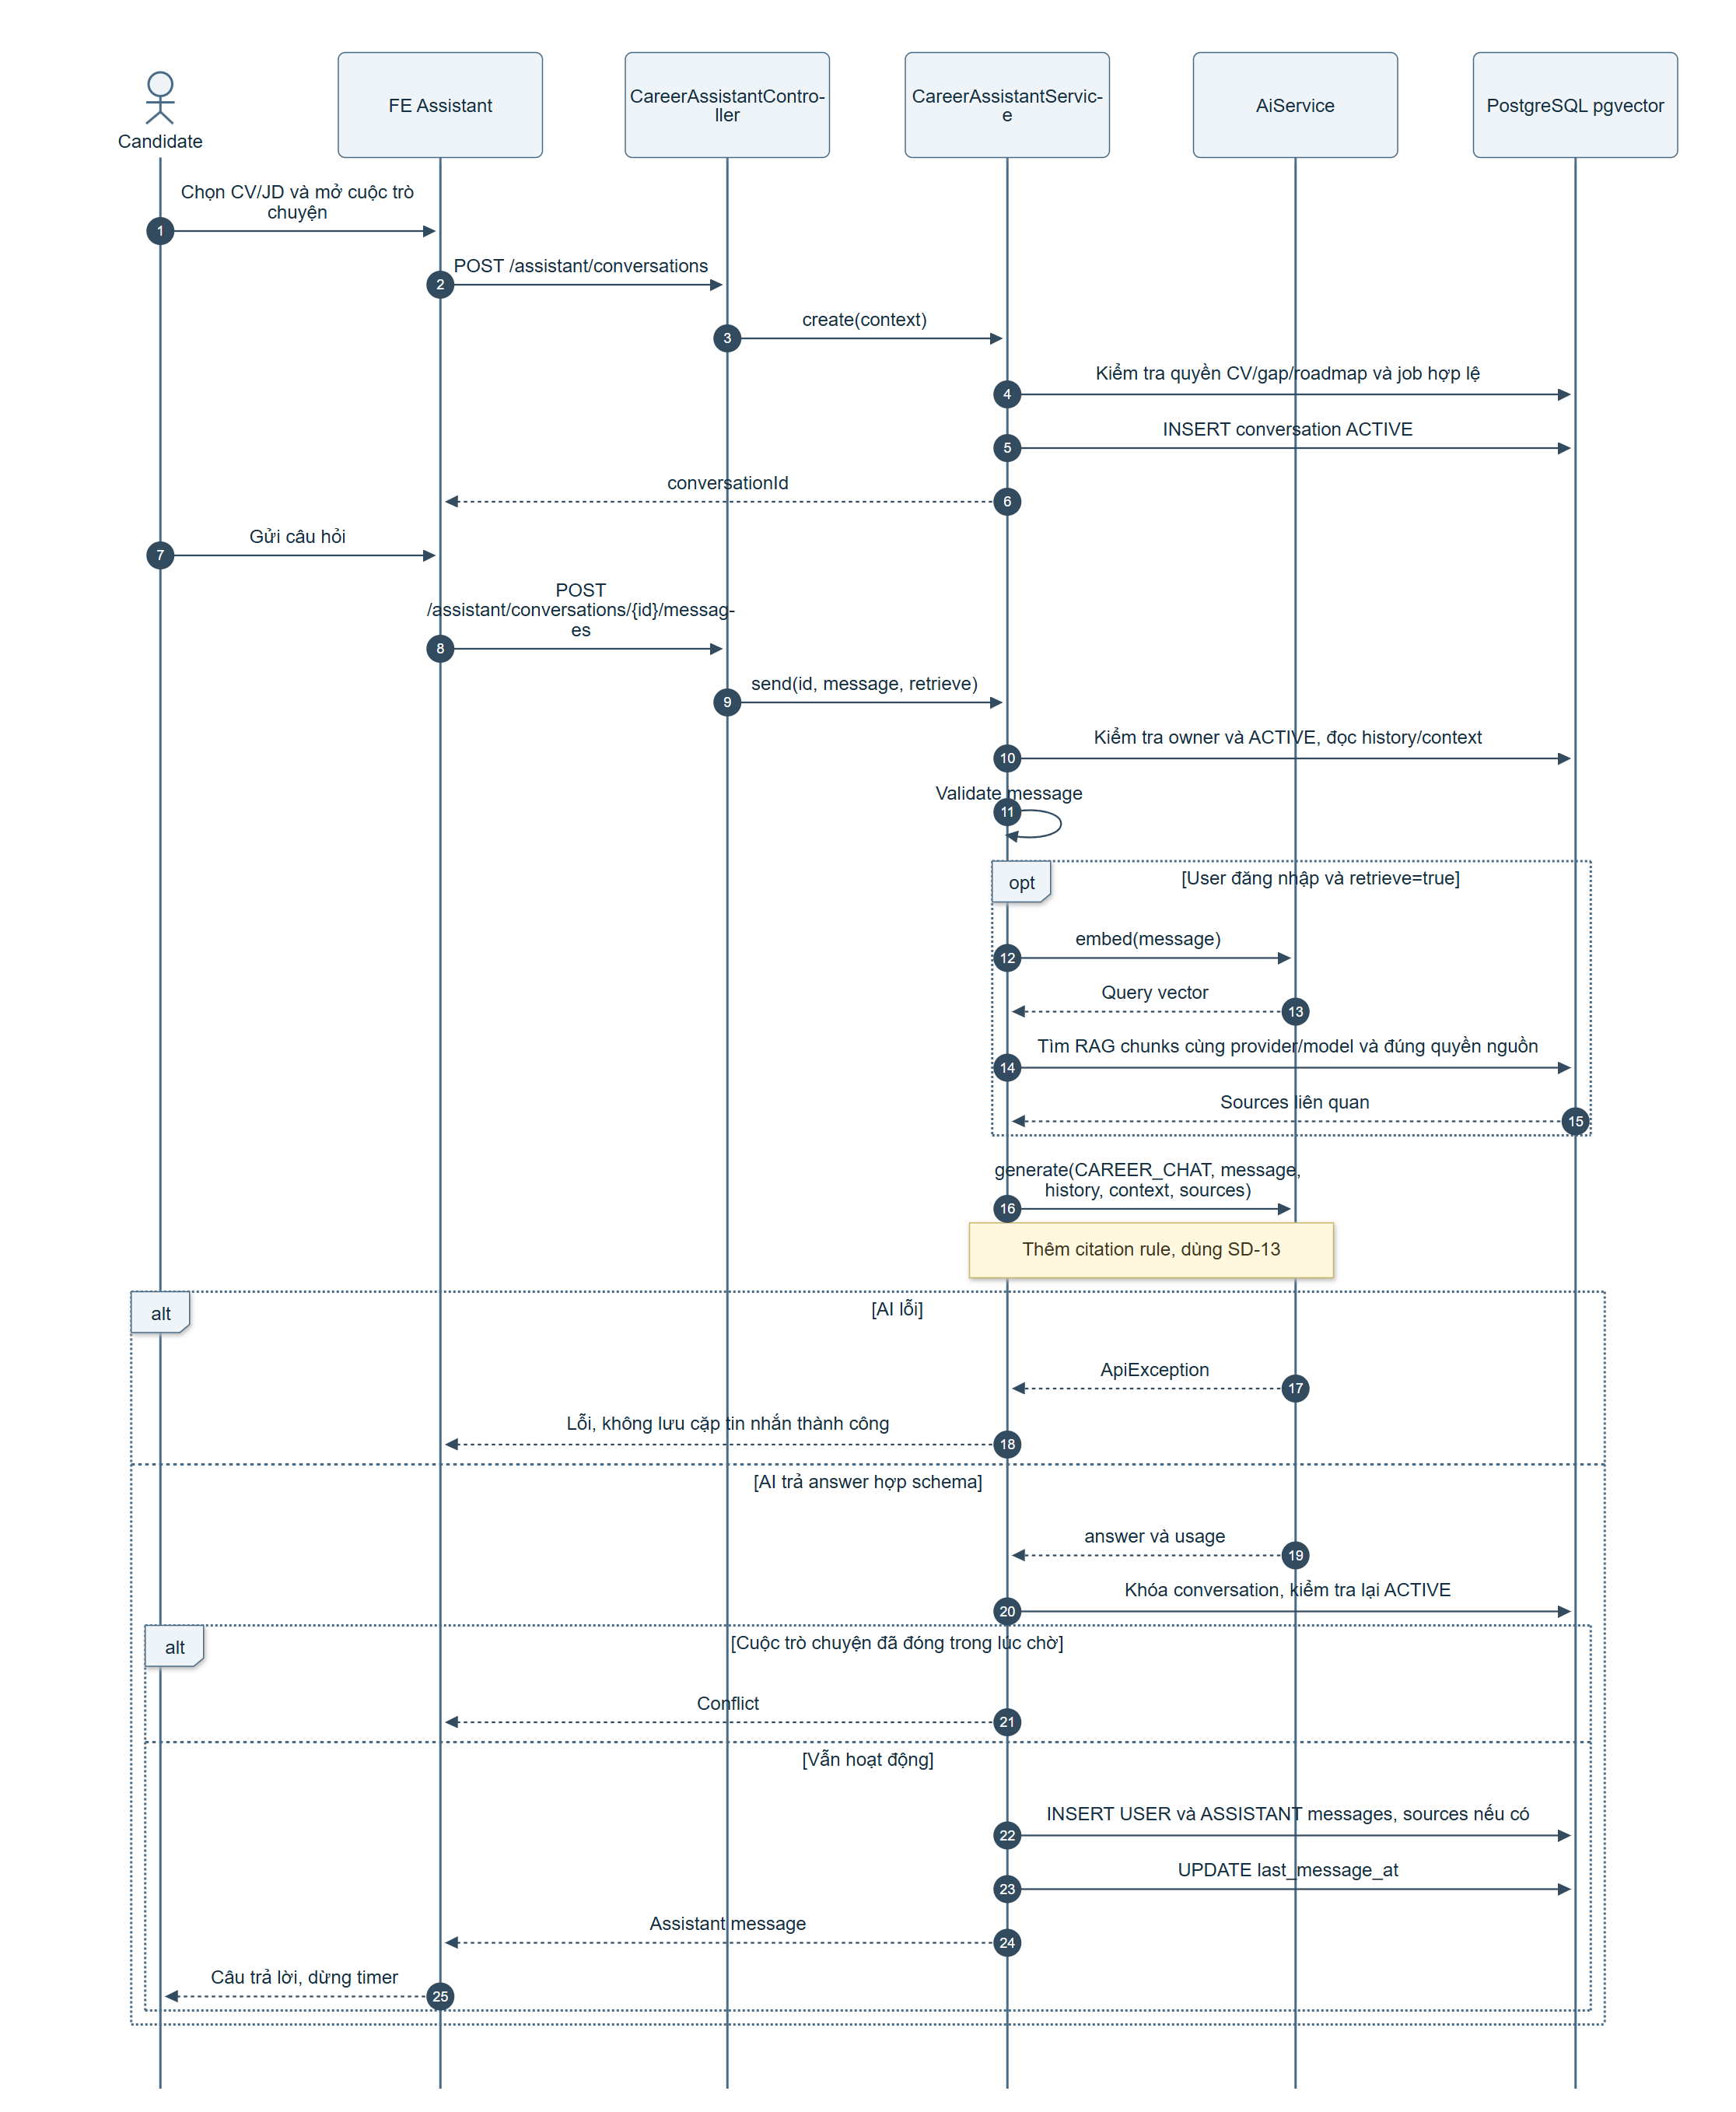 Candidate
FE Assistant
CareerAssistantContro-
ller
CareerAssistantServic-
e
AiService
PostgreSQL pgvector
Chọn CV/JD và mở cuộc trò
chuyện
1
POST /assistant/conversations
2
create(context)
3
Kiểm tra quyền CV/gap/roadmap và job hợp lệ
4
INSERT conversation ACTIVE
5
conversationId
6
Gửi câu hỏi
7
POST
/assistant/conversations/{id}/messag-
es
8
send(id, message, retrieve)
9
Kiểm tra owner và ACTIVE, đọc history/context
10
Validate message
11
opt
[User đăng nhập và retrieve=true]
embed(message)
12
Query vector
13
Tìm RAG chunks cùng provider/model và đúng quyền nguồn
14
Sources liên quan
15
generate(CAREER_CHAT, message,
history, context, sources)
16
Thêm citation rule, dùng SD-13
alt
[AI lỗi]
ApiException
17
Lỗi, không lưu cặp tin nhắn thành công
18
[AI trả answer hợp schema]
answer và usage
19
Khóa conversation, kiểm tra lại ACTIVE
20
alt
[Cuộc trò chuyện đã đóng trong lúc chờ]
Conflict
21
[Vẫn hoạt động]
INSERT USER và ASSISTANT messages, sources nếu có
22
UPDATE last_message_at
23
Assistant message
24
Câu trả lời, dừng timer
25